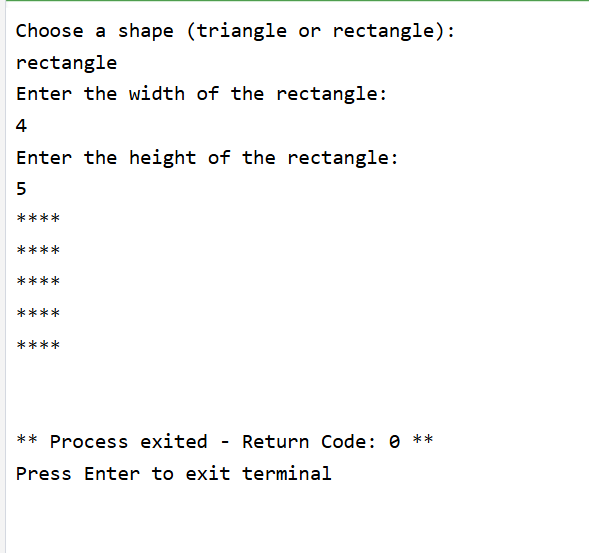 Choose a shape (triangle or rectangle):
rectangle
Enter the width of the rectangle:
4
Enter the height of the rectangle:
5
****
****
****
****
****
** Process exited - Return Code: 0 **
Press Enter to exit terminal